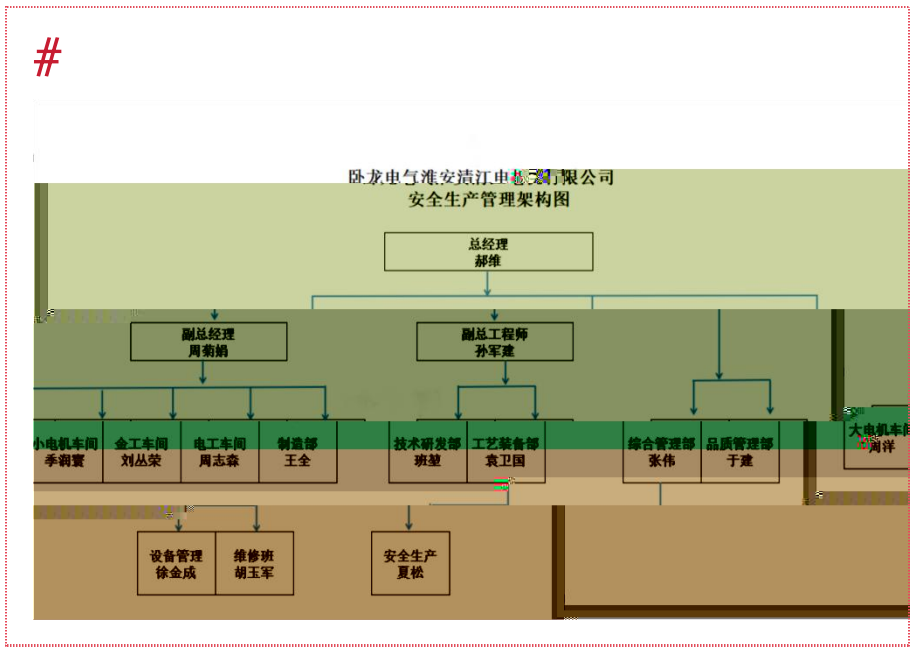 #
卧龙电气淮安清江电机有限公司
安全生产管理架构图
总经理
郝维
副总经理
周菊娟
副总工程师
孙军建
小电机车间
季润寰
金工车间
刘丛荣
电工车间
周志森
制造部
王全
技术研发部
班堃
工艺装备部
袁卫国
综合管理部
张伟
品质管理部
于建
大电机车间
周洋
设备管理
徐金成
维修班
胡玉军
安全生产
夏松